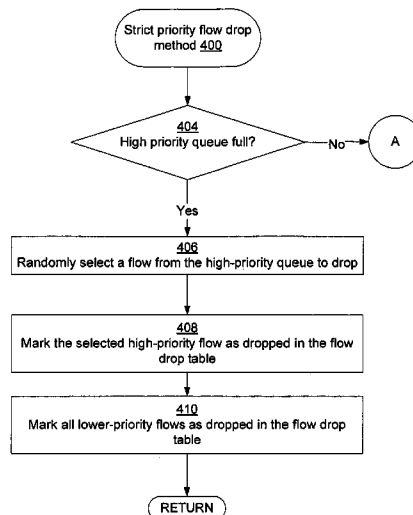 Strict priority flow drop
method 400
404
High priority queue full?
No
A
Yes
406
Randomly select a flow from the high-priority queue to drop
408
Mark the selected high-priority flow as dropped in the flow
drop table
410
Mark all lower-priority flows as dropped in the flow drop
table
RETURN